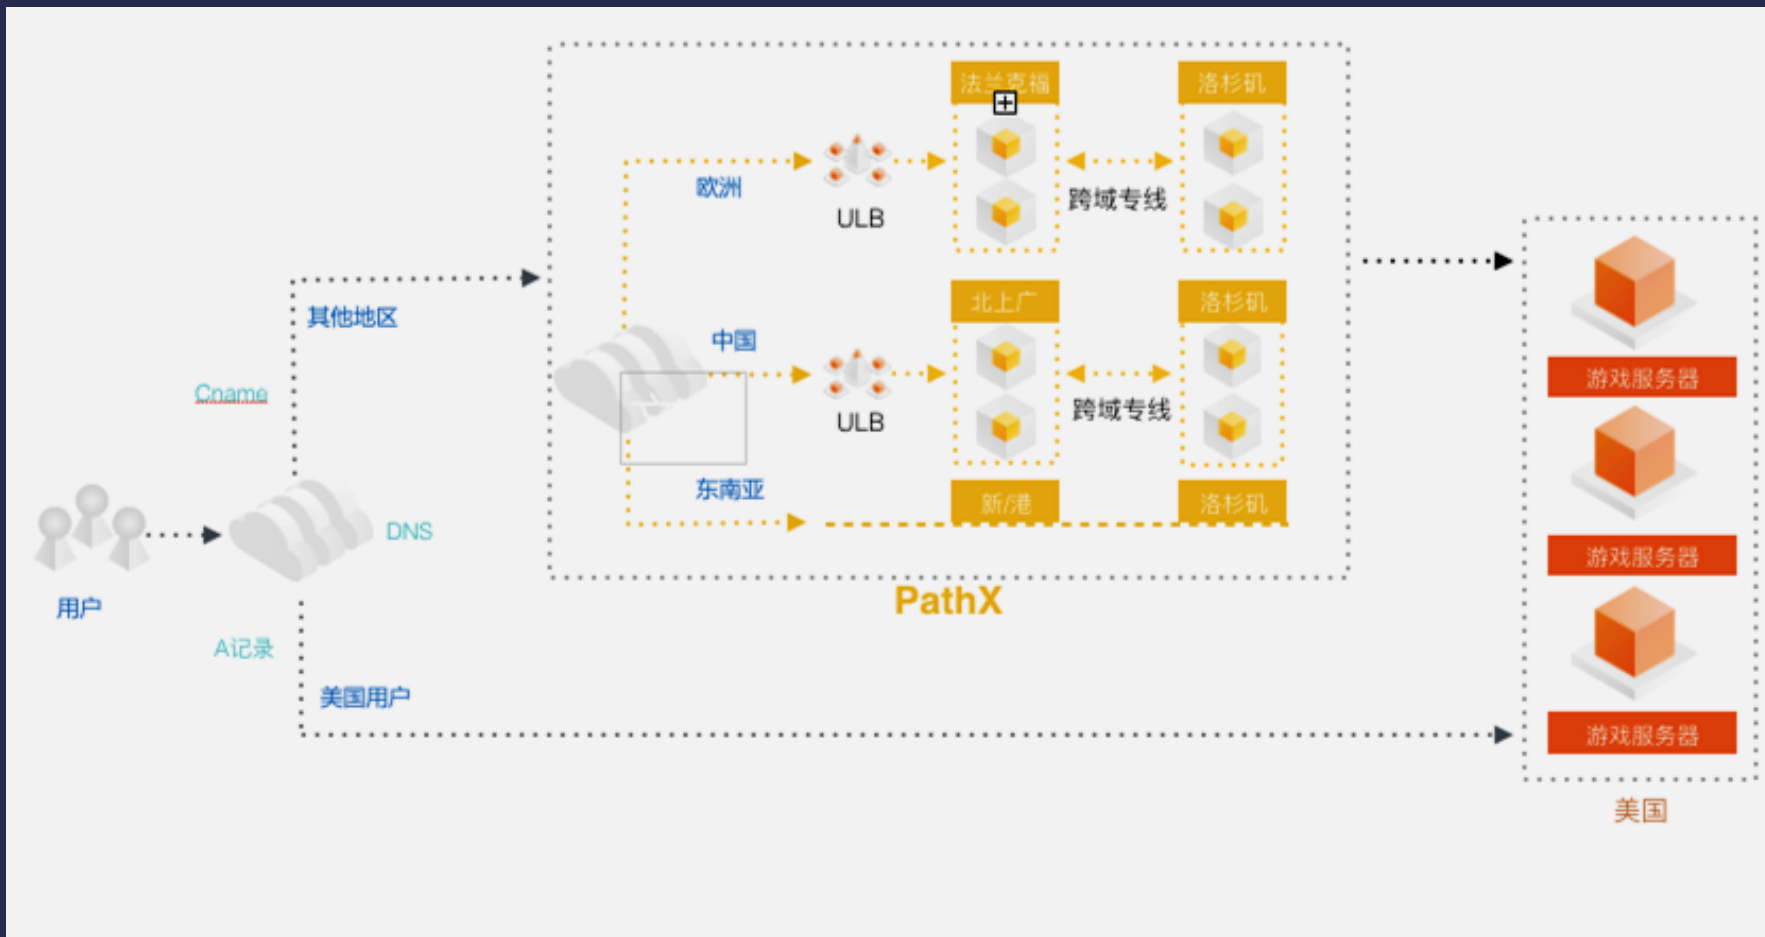 法兰克福
洛杉矶
欧洲
ULB
跨域专线
其他地区
北上广
洛杉矶
中国
ULB
跨域专线
游戏服务器
Cname
东南亚
新/港
洛杉矶
DNS
游戏服务器
PathX
用户
A记录
美国用户
游戏服务器
美国